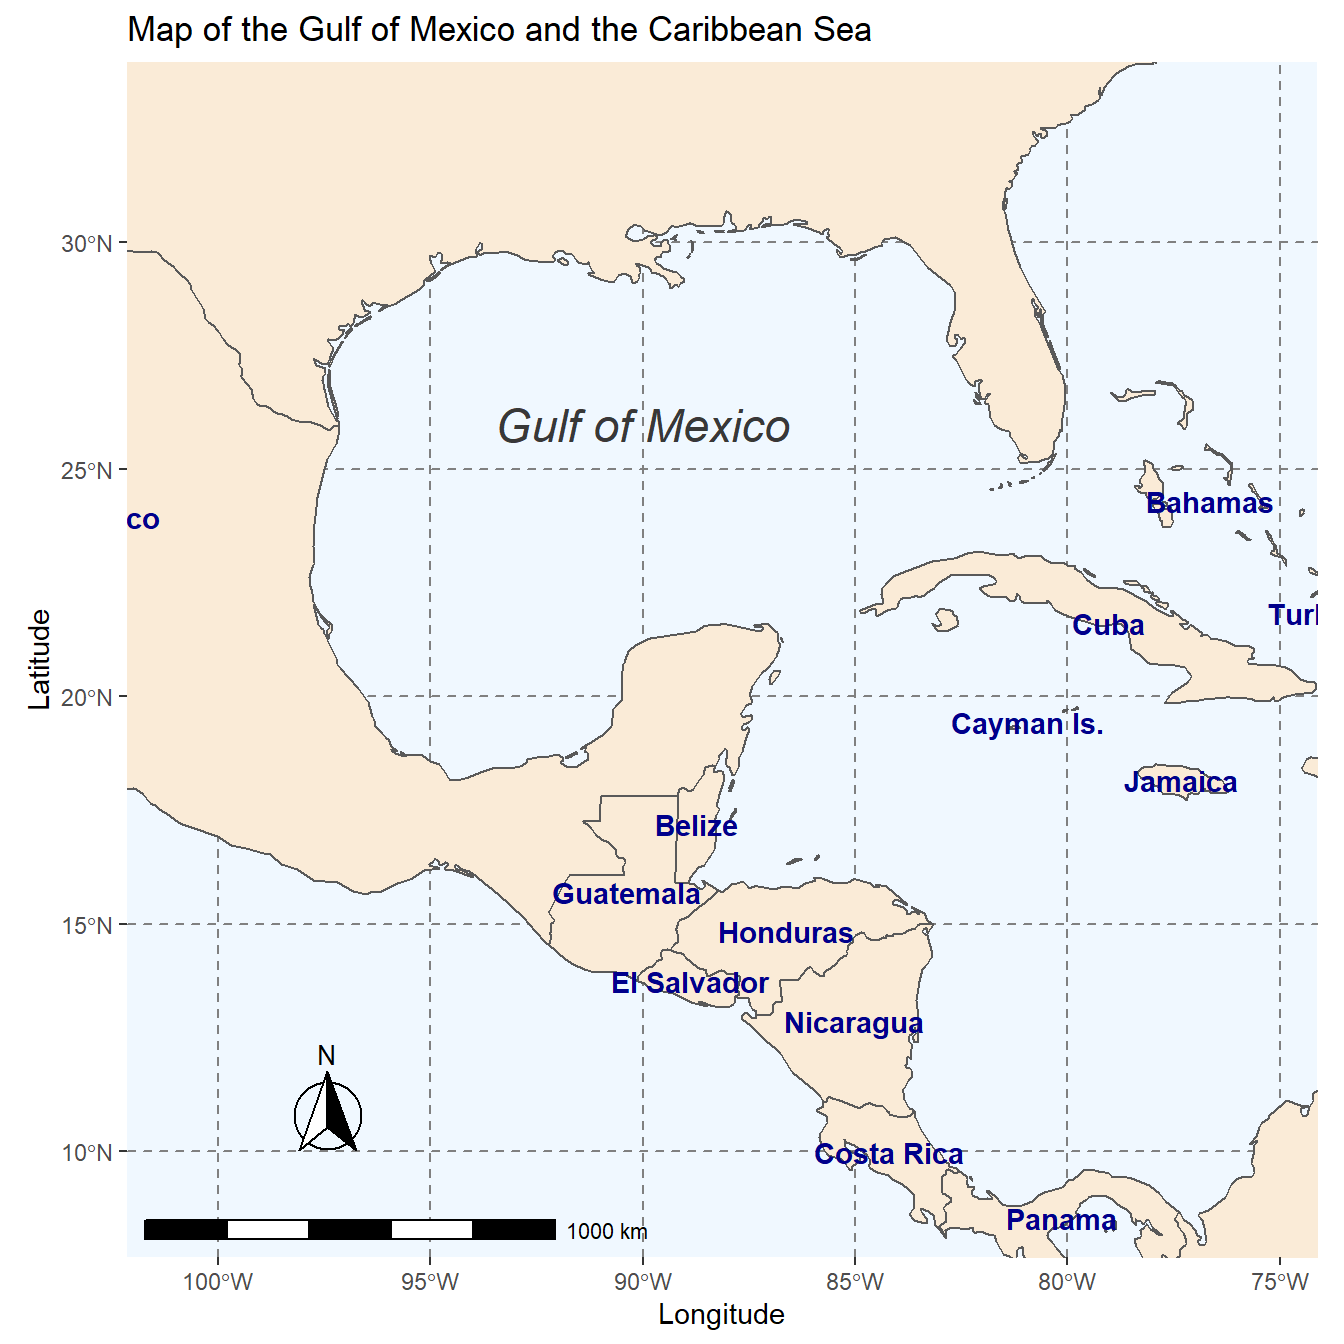 Map of the Gulf of Mexico and the Caribbean Sea
30°N
Gulf of Mexico
25°N
Bahamas
co
Turl
Cuba
Latitude
20°N
Cayman Is.
Jamaica
Belize
Guatemala
15°N
Honduras
El Salvador
Nicaragua
N
10°N
Costa Rica
Panama
1000 km
100°W 95°W 90°W 85°W 80°W 75°W
Longitude